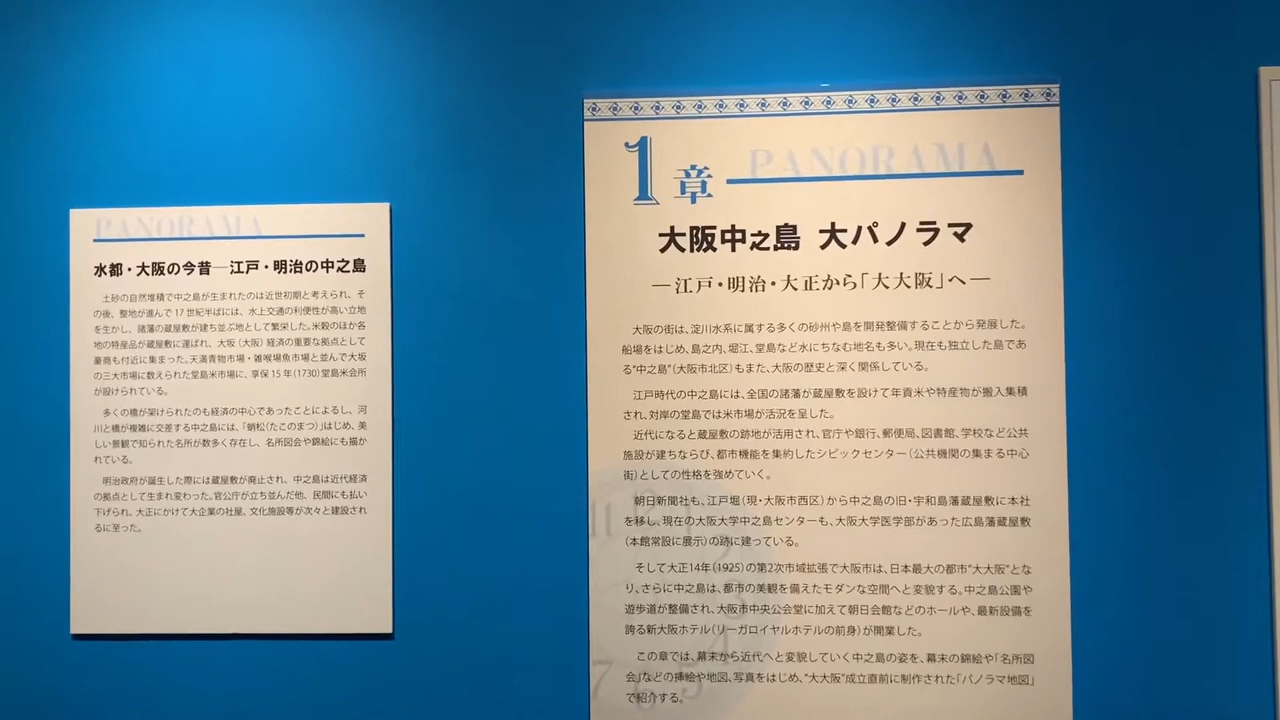 PANORAMA
水都・大阪の今昔─江戸・明治の中之島
土砂の自然堆積で中之島が生まれたのは近世初期と考えられ、そ
の後、整地が進んで17世紀半ばには、水上交通の利便性が高い立地
を生かし、諸藩の蔵屋敷が建ち並ぶ地として繁栄した。米穀のほか各
地の特産品が蔵屋敷に運ばれ、大坂（大阪）経済の重要な拠点として
豪商も付近に集まった。天満青物市場・雑喉場魚市場と並んで大坂
の三大市場に数えられた堂島米市場に、享保15年（1730）堂島米会所
が設けられている。
多くの橋が架けられたのも経済の中心であったことによるし、河
川と橋が複雑に交差する中之島には、「蛸松（たこのまつ）」はじめ、美
しい景観で知られた名所が数多く存在し、名所図会や錦絵にも描か
れている。
明治政府が誕生した際には蔵屋敷が廃止され、中之島は近代経済
の拠点として生まれ変わった。官公庁が立ち並んだ他、民間にも払い
下げられ、大正にかけて大企業の社屋、文化施設等が次々と建設され
るに至った。
1章 PANORAMA
大阪中之島 大パノラマ
─江戸・明治・大正から「大大阪」へ─
大阪の街は、淀川水系に属する多くの砂州や島を開発整備することから発展した。
船場をはじめ、島之内、堀江、堂島など水にちなむ地名も多い。現在も独立した島であ
る“中之島”（大阪市北区）もまた、大阪の歴史と深く関係している。
江戸時代の中之島には、全国の諸藩が蔵屋敷を設けて年貢米や特産物が搬入集積
され、対岸の堂島では米市場が活況を呈した。
近代になると蔵屋敷の跡地が活用され、官庁や銀行、郵便局、図書館、学校など公共
施設が建ちならび、都市機能を集約したシビックセンター（公共機関の集まる中心
街）としての性格を強めていく。
朝日新聞社も、江戸堀（現・大阪市西区）から中之島の旧・宇和島藩蔵屋敷に本社
を移し、現在の大阪大学中之島センターも、大阪大学医学部があった広島藩蔵屋敷
（本館常設に展示）の跡に建っている。
そして大正14年（1925）の第2次市域拡張で大阪市は、日本最大の都市“大大阪”とな
り、さらに中之島は、都市の美観を備えたモダンな空間へと変貌する。中之島公園や
遊歩道が整備され、大阪市中央公会堂に加えて朝日会館などのホールや、最新設備を
誇る新大阪ホテル（リーガロイヤルホテルの前身）が開業した。
この章では、幕末から近代へと変貌していく中之島の姿を、幕末の錦絵や「名所図
会」などの挿絵や地図、写真をはじめ、“大大阪”成立直前に制作された「パノラマ地図」
で紹介する。